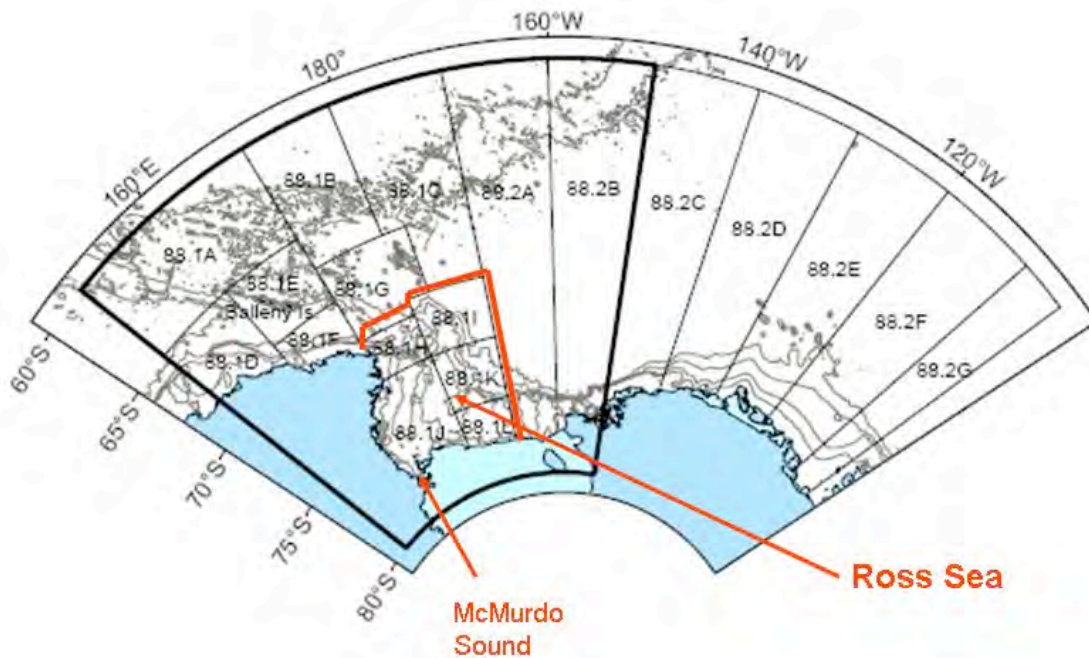 160°W
180°
140°W
160°E
120°W
88.1B
88.1C
88.2A
88.2B
88.2C
88.2D
88.1A
88.1E
88.1G
88.2E
Balleny Is.
88.1I
88.2F
88.1F
88.1H
88.1D
88.1K
88.2G
88.1J
88.1L
60°S
65°S
70°S
75°S
80°S
Ross Sea
McMurdo
Sound